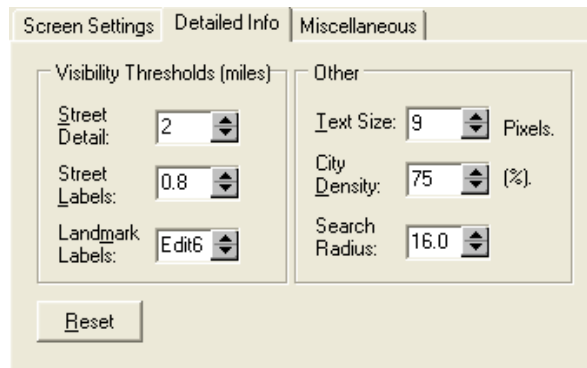 Screen Settings Detailed Info Miscellaneous
Visibility Thresholds (miles)
Street
Detail: 2
Street
Labels: 0.8
Landmark
Labels: Edit6
Other
Text Size: 9 Pixels.
City
Density: 75 (%).
Search
Radius: 16.0
Reset